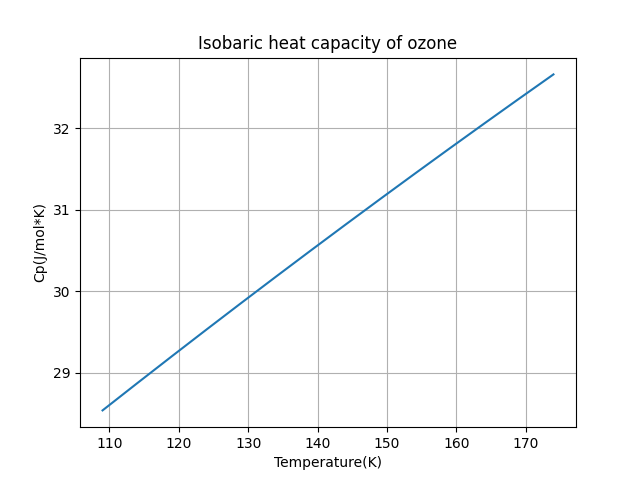 Isobaric heat capacity of ozone
Cp(J/mol*K)
32
31
30
29
110 120 130 140 150 160 170
Temperature(K)